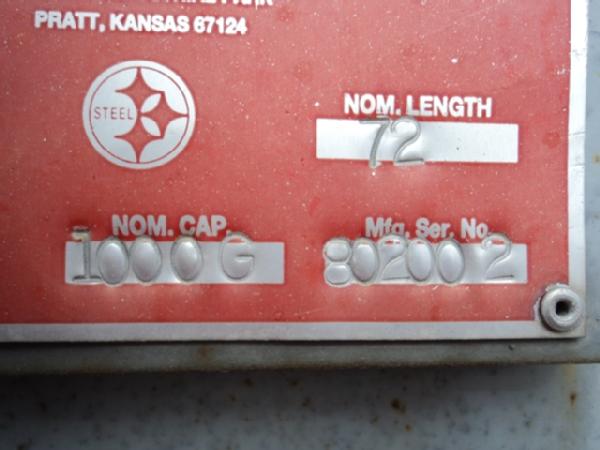 PRATT, KANSAS 67124
STEEL
NOM. LENGTH
72
NOM. CAP.
1000 G
Mfg. Ser. No.
802002